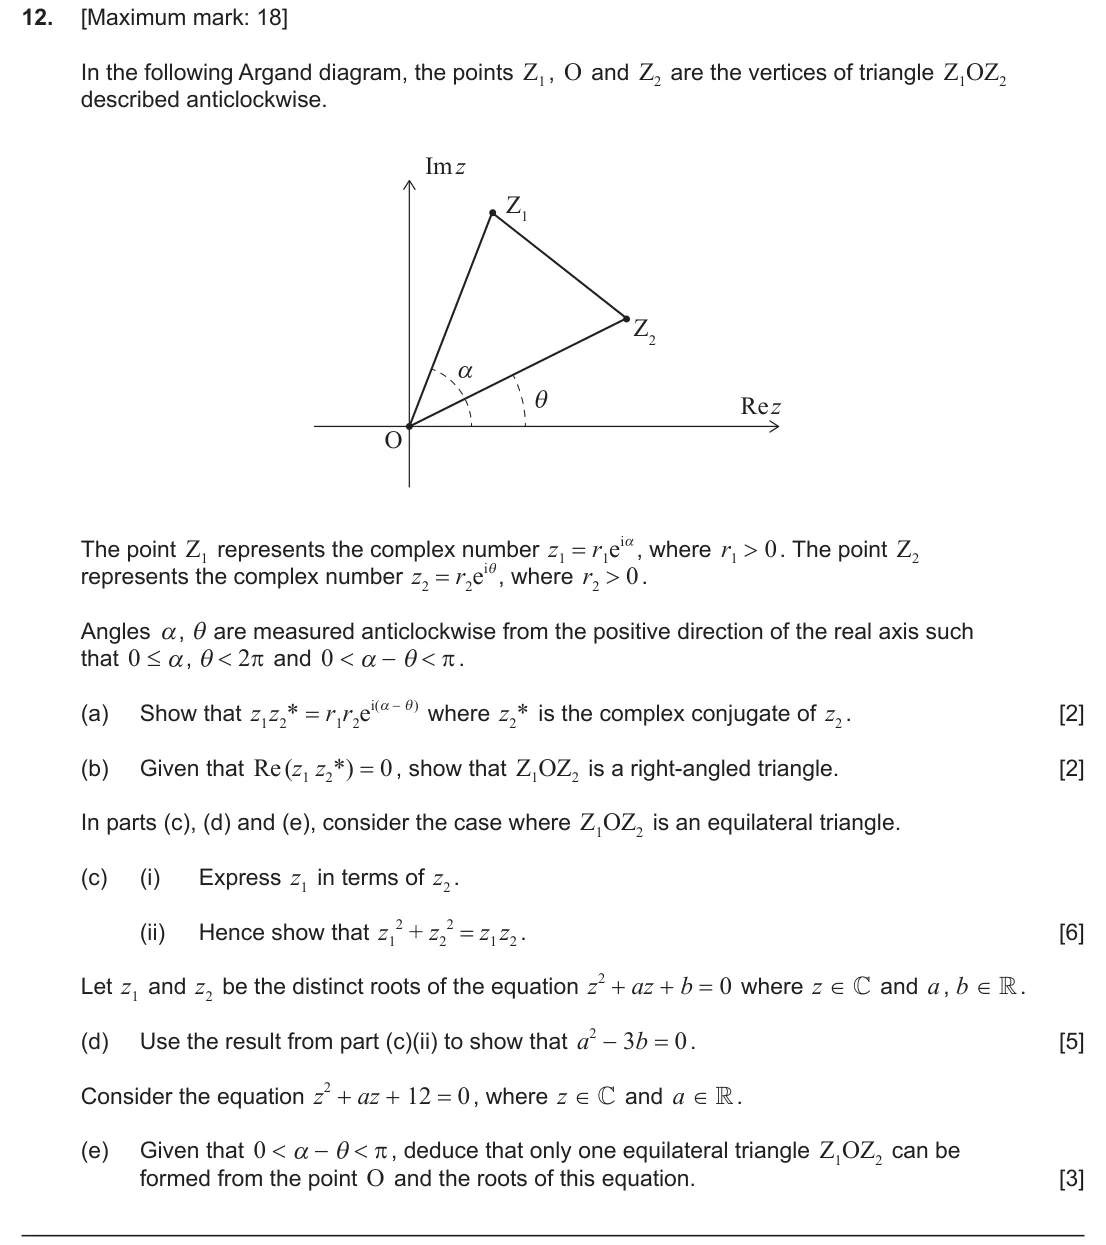 12. [Maximum mark: 18]
In the following Argand diagram, the points Z₁, O and Z₂ are the vertices of triangle Z₁OZ₂
described anticlockwise.
Im z
Z₁
Z₂
α
θ
Re z
O
The point Z₁ represents the complex number z₁ = r₁e^{iα}, where r₁ > 0. The point Z₂
represents the complex number z₂ = r₂e^{iθ}, where r₂ > 0.
Angles α, θ are measured anticlockwise from the positive direction of the real axis such
that 0 ≤ α, θ < 2π and 0 < α − θ < π.
(a) Show that z₁z₂* = r₁r₂e^{i(α − θ)} where z₂* is the complex conjugate of z₂. [2]
(b) Given that Re(z₁ z₂*) = 0, show that Z₁OZ₂ is a right-angled triangle. [2]
In parts (c), (d) and (e), consider the case where Z₁OZ₂ is an equilateral triangle.
(c) (i) Express z₁ in terms of z₂.
(ii) Hence show that z₁² + z₂² = z₁z₂. [6]
Let z₁ and z₂ be the distinct roots of the equation z² + az + b = 0 where z ∈ ℂ and a, b ∈ ℝ.
(d) Use the result from part (c)(ii) to show that a² − 3b = 0. [5]
Consider the equation z² + az + 12 = 0, where z ∈ ℂ and a ∈ ℝ.
(e) Given that 0 < α − θ < π, deduce that only one equilateral triangle Z₁OZ₂ can be
formed from the point O and the roots of this equation. [3]